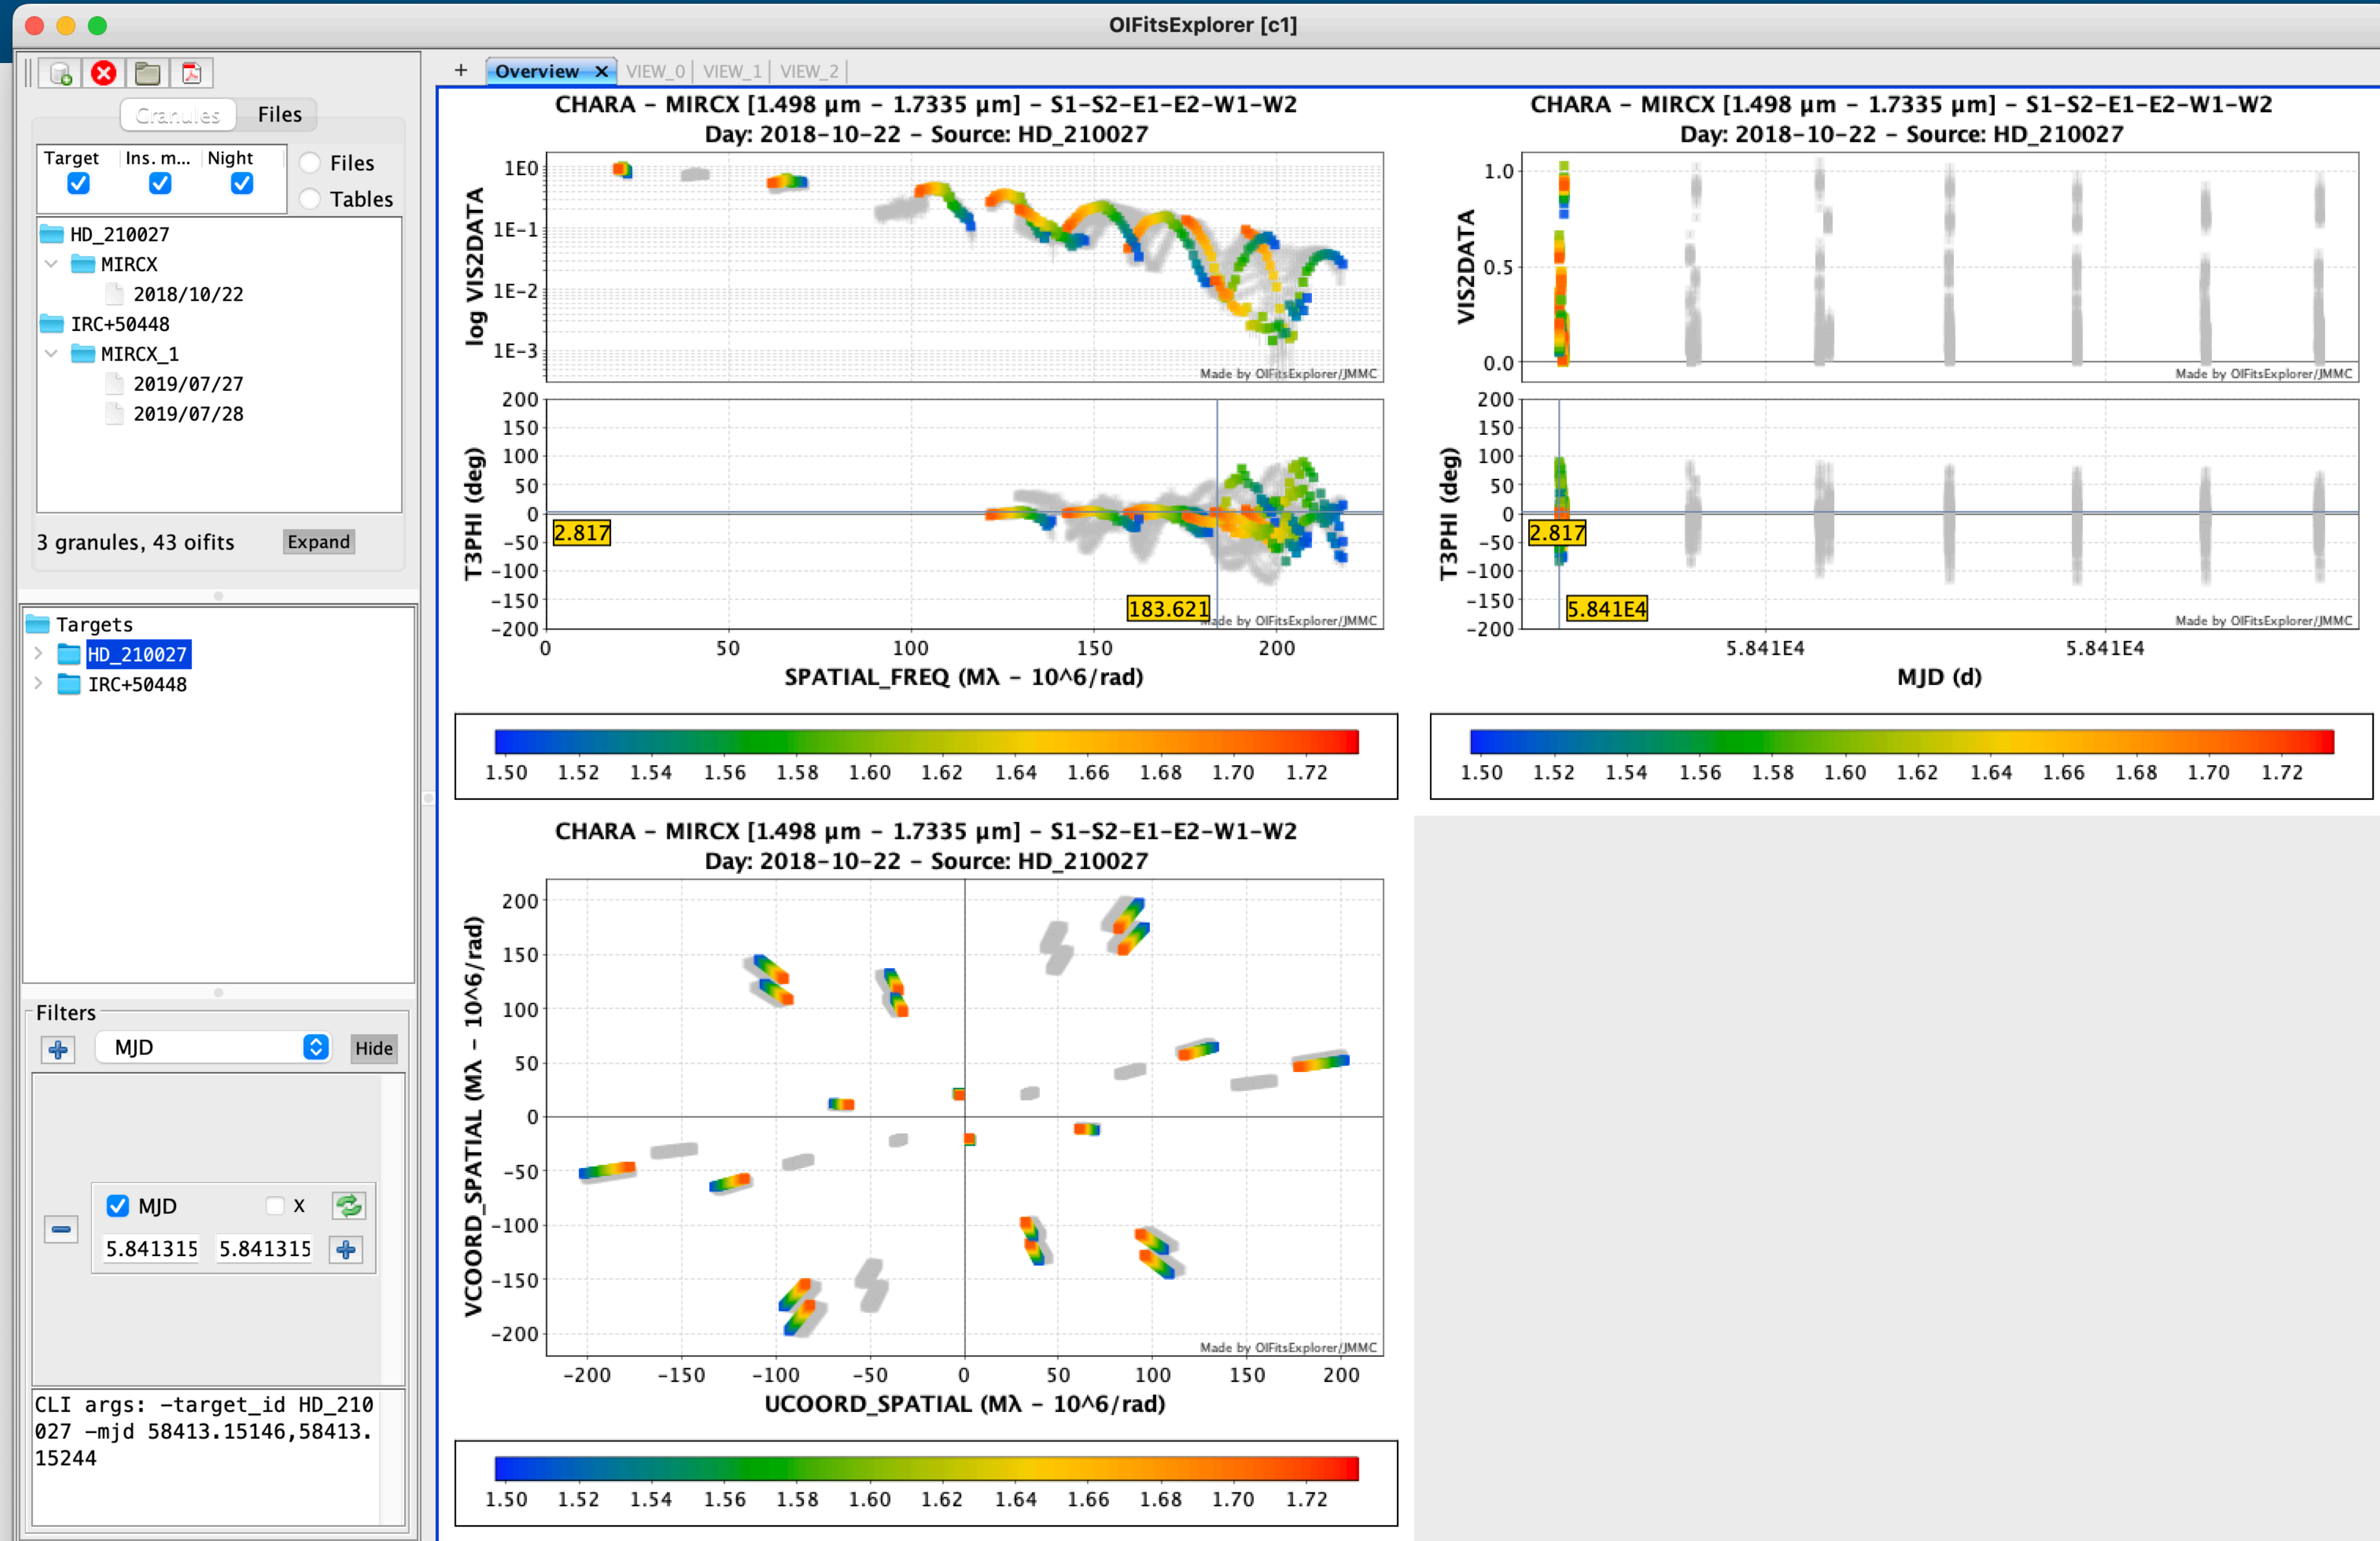 OIFitsExplorer [c1]
Granules
Files
Target Ins. m... Night
Files
Tables
HD_210027
MIRCX
2018/10/22
IRC+50448
MIRCX_1
2019/07/27
2019/07/28
3 granules, 43 oifits
Expand
Targets
HD_210027
IRC+50448
Filters
MJD
Hide
MJD
X
5.841315 5.841315
CLI args: -target_id HD_210
027 -mjd 58413.15146,58413.
15244
+ Overview X VIEW_0 VIEW_1 VIEW_2
CHARA - MIRCX [1.498 µm - 1.7335 µm] - S1-S2-E1-E2-W1-W2
Day: 2018-10-22 - Source: HD_210027
log VIS2DATA
1E0
1E-1
1E-2
1E-3
Made by OIFitsExplorer/JMMC
T3PHI (deg)
200
150
100
50
0
-50
-100
-150
-200
2.817
183.621
Made by OIFitsExplorer/JMMC
0 50 100 150 200
SPATIAL_FREQ (Mλ - 10^6/rad)
1.50 1.52 1.54 1.56 1.58 1.60 1.62 1.64 1.66 1.68 1.70 1.72
CHARA - MIRCX [1.498 µm - 1.7335 µm] - S1-S2-E1-E2-W1-W2
Day: 2018-10-22 - Source: HD_210027
VIS2DATA
1.0
0.5
0.0
Made by OIFitsExplorer/JMMC
T3PHI (deg)
200
150
100
50
0
-50
-100
-150
-200
2.817
5.841E4
Made by OIFitsExplorer/JMMC
5.841E4 5.841E4
MJD (d)
1.50 1.52 1.54 1.56 1.58 1.60 1.62 1.64 1.66 1.68 1.70 1.72
CHARA - MIRCX [1.498 µm - 1.7335 µm] - S1-S2-E1-E2-W1-W2
Day: 2018-10-22 - Source: HD_210027
VCOORD_SPATIAL (Mλ - 10^6/rad)
200
150
100
50
0
-50
-100
-150
-200
Made by OIFitsExplorer/JMMC
-200 -150 -100 -50 0 50 100 150 200
UCOORD_SPATIAL (Mλ - 10^6/rad)
1.50 1.52 1.54 1.56 1.58 1.60 1.62 1.64 1.66 1.68 1.70 1.72